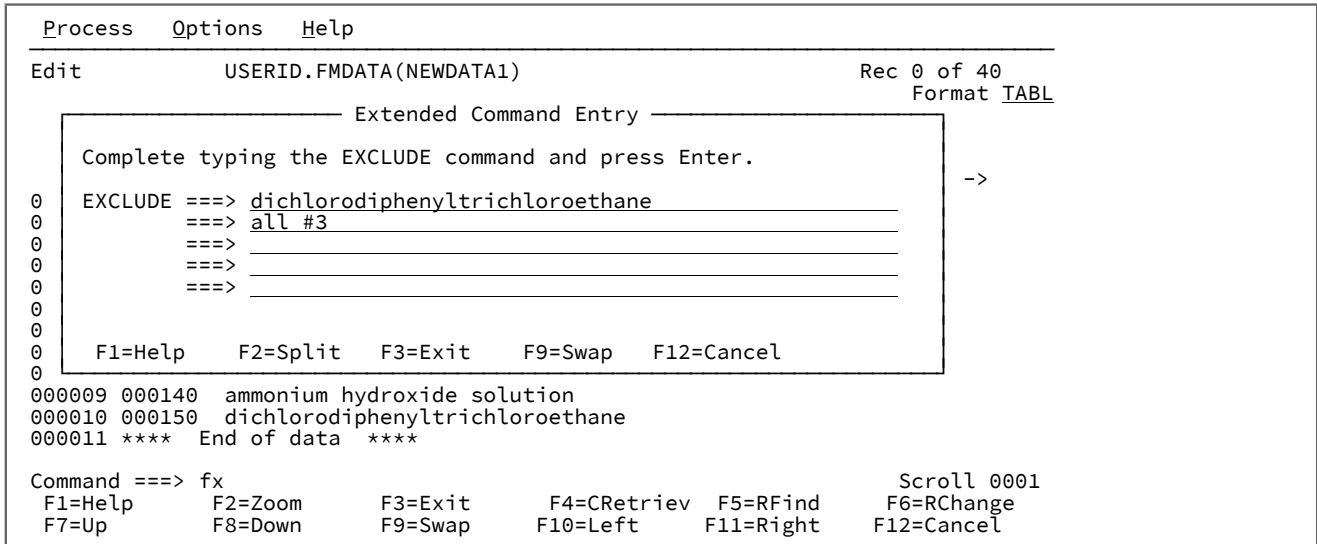 Process Options Help
Edit USERID.FMDATA(NEWDATA1) Rec 0 of 40
Format TABL
Extended Command Entry
Complete typing the EXCLUDE command and press Enter.
->
0 EXCLUDE ===> dichlorodiphenyltrichloroethane
0 ===> all #3
0 ===>
0 ===>
0 ===>
0
0
0 F1=Help F2=Split F3=Exit F9=Swap F12=Cancel
0
000009 000140 ammonium hydroxide solution
000010 000150 dichlorodiphenyltrichloroethane
000011 **** End of data ****
Command ===> fx Scroll 0001
F1=Help F2=Zoom F3=Exit F4=CRetriev F5=RFind F6=RChange
F7=Up F8=Down F9=Swap F10=Left F11=Right F12=Cancel